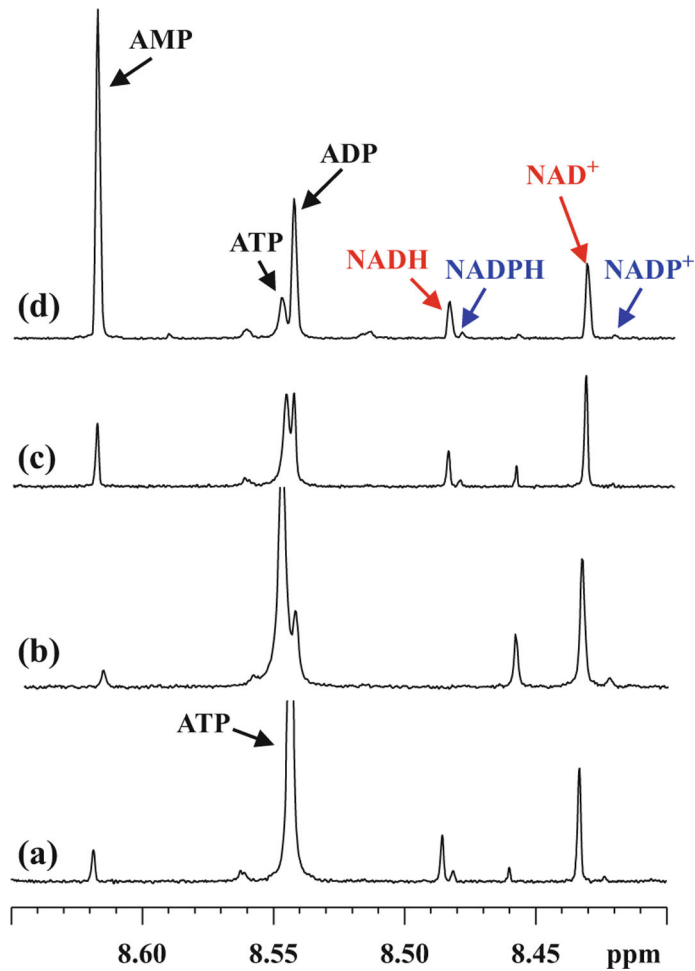 AMP
ADP
NAD+
ATP
NADH
NADPH
NADP+
(d)
(c)
(b)
ATP
(a)
8.60 8.55 8.50 8.45 ppm